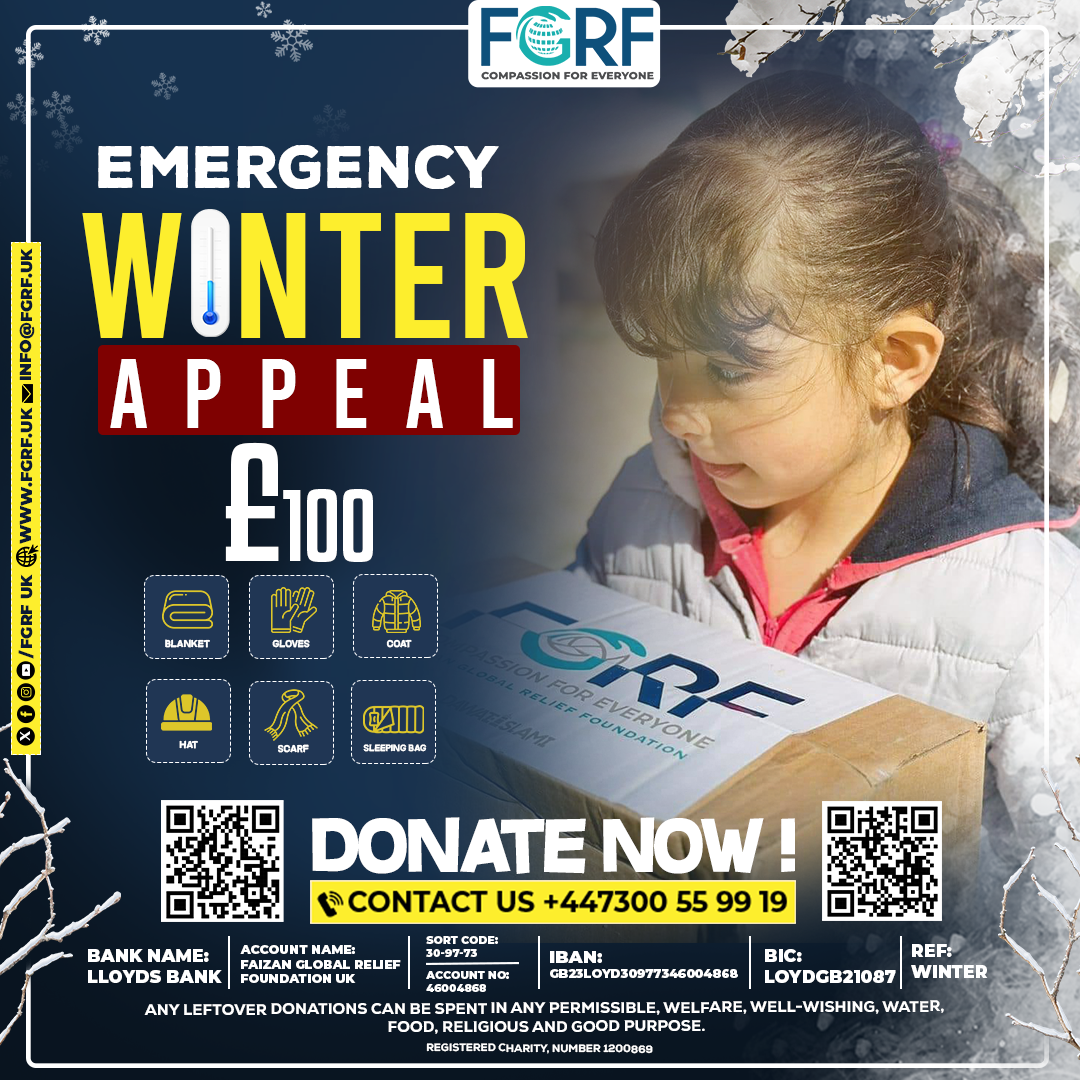 FGRF
COMPASSION FOR EVERYONE
EMERGENCY
WINTER
APPEAL
£100
BLANKET
GLOVES
COAT
HAT
SCARF
SLEEPING BAG
/FGRF UK WWW.FGRF.UK INFO@FGRF.UK
FGRF
PASSION FOR EVERYONE
GLOBAL RELIEF FOUNDATION
DONATE NOW !
CONTACT US +447300 55 99 19
BANK NAME:
LLOYDS BANK
ACCOUNT NAME:
FAIZAN GLOBAL RELIEF
FOUNDATION UK
SORT CODE:
30-97-73
ACCOUNT NO:
46004868
IBAN:
GB23LOYD30977346004868
BIC:
LOYDGB21087
REF:
WINTER
ANY LEFTOVER DONATIONS CAN BE SPENT IN ANY PERMISSIBLE, WELFARE, WELL-WISHING, WATER,
FOOD, RELIGIOUS AND GOOD PURPOSE.
REGISTERED CHARITY, NUMBER 1200869